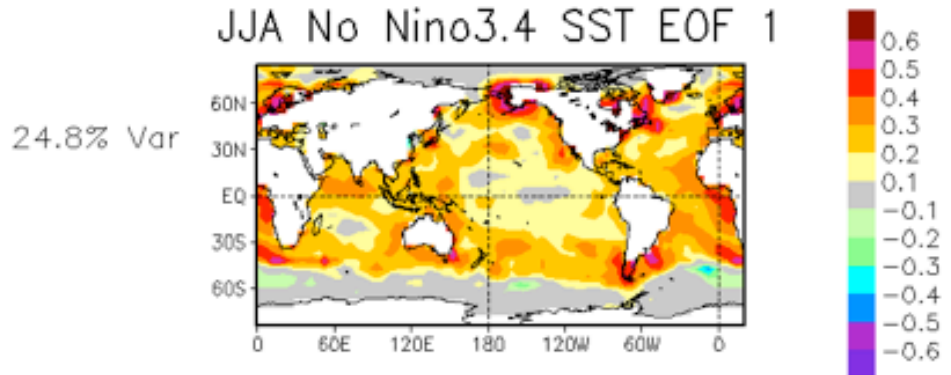 JJA No Nino3.4 SST EOF 1
24.8% Var
60N
30N
EQ
30S
60S
0 60E 120E 180 120W 60W 0
0.6
0.5
0.4
0.3
0.2
0.1
-0.1
-0.2
-0.3
-0.4
-0.5
-0.6